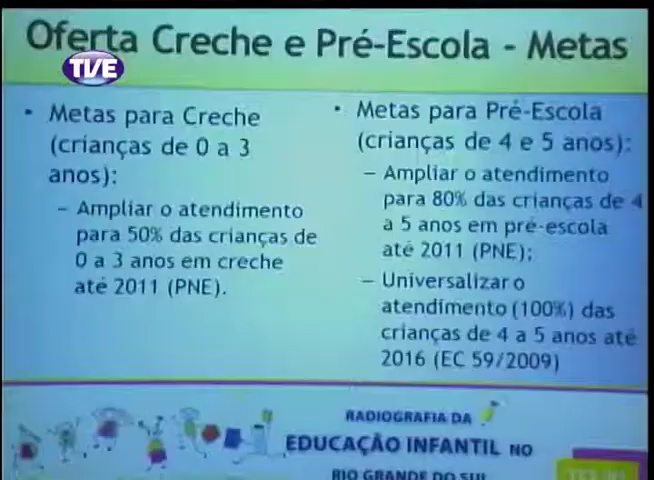 Oferta Creche e Pré-Escola - Metas
TVE
• Metas para Creche
(crianças de 0 a 3
anos):
– Ampliar o atendimento
para 50% das crianças de
0 a 3 anos em creche
até 2011 (PNE).
• Metas para Pré-Escola
(crianças de 4 e 5 anos):
– Ampliar o atendimento
para 80% das crianças de 4
a 5 anos em pré-escola
até 2011 (PNE);
– Universalizar o
atendimento (100%) das
crianças de 4 a 5 anos até
2016 (EC 59/2009)
RADIOGRAFIA DA
EDUCAÇÃO INFANTIL NO
RIO GRANDE DO SUL